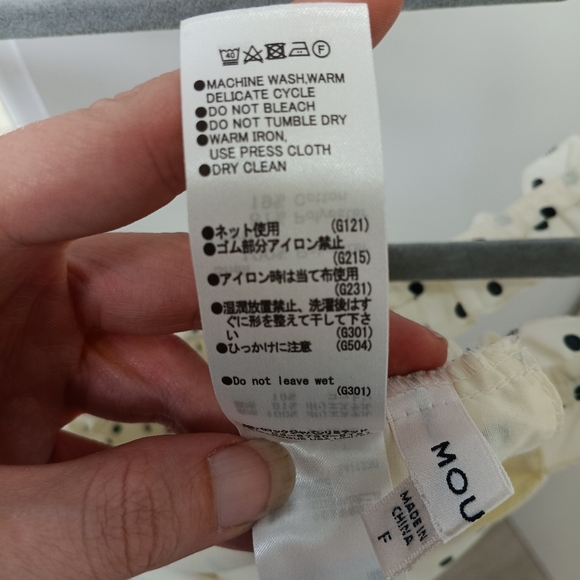 40 F
●MACHINE WASH,WARM
DELICATE CYCLE
●DO NOT BLEACH
●DO NOT TUMBLE DRY
●WARM IRON,
USE PRESS CLOTH
●DRY CLEAN
●ネット使用 (G121)
●ゴム部分アイロン禁止
(G215)
●アイロン時は当て布使用
(G231)
●湿潤放置禁止、洗濯後はす
ぐに形を整えて干して下さ
い (G301)
●ひっかけに注意 (G504)
●Do not leave wet
(G301)
MOU
MADE IN
CHINA
F